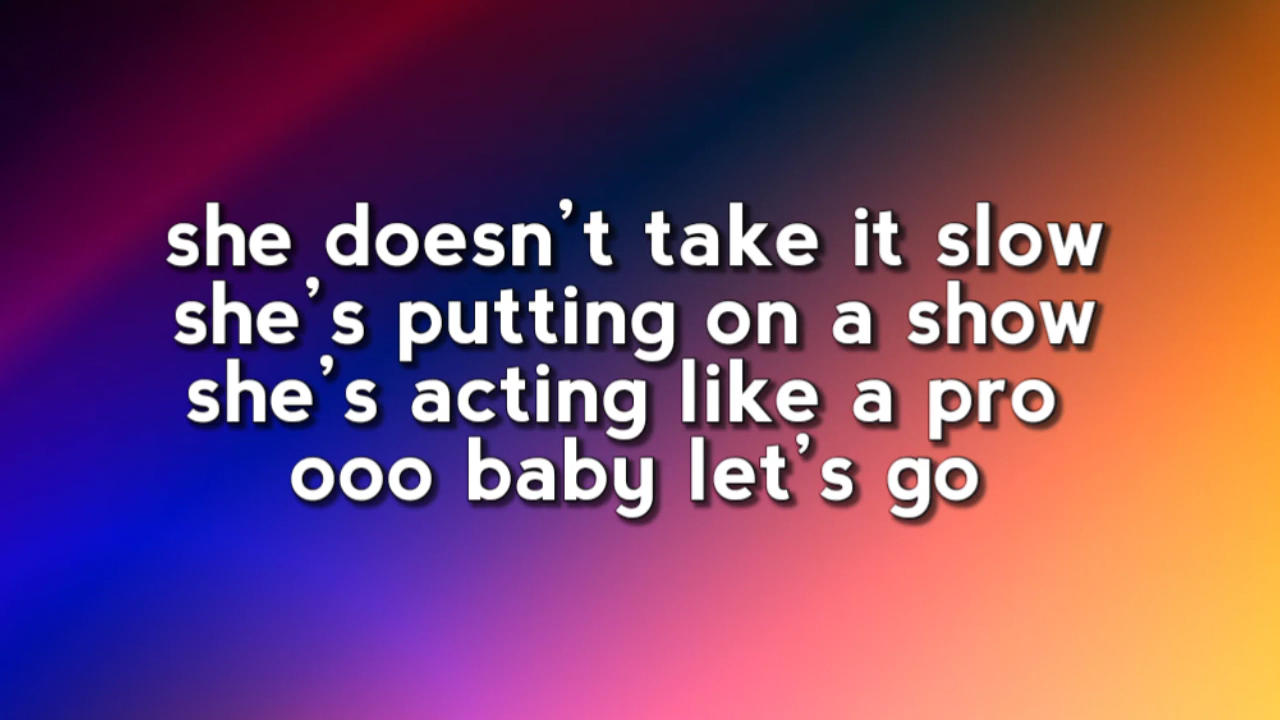 she doesn’t take it slow
she’s putting on a show
she’s acting like a pro
ooo baby let’s go